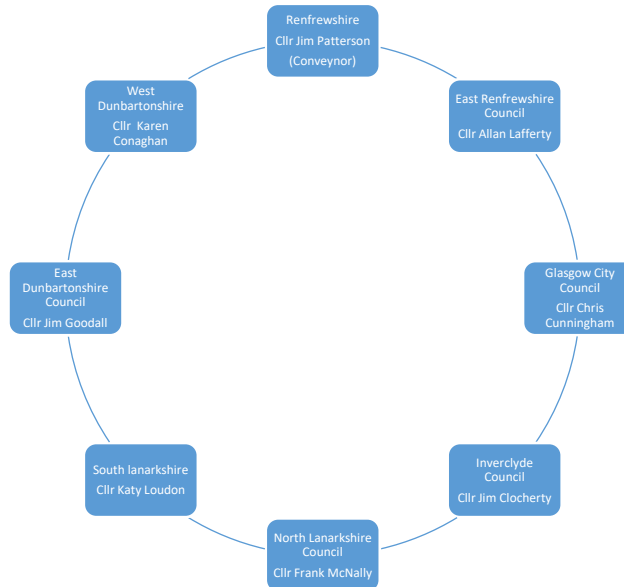 Renfrewshire
Cllr Jim Patterson
(Conveynor)
East Renfrewshire
Council
Cllr Allan Lafferty
Glasgow City
Council
Cllr Chris
Cunningham
Inverclyde
Council
Cllr Jim Clocherty
North Lanarkshire
Council
Cllr Frank McNally
South lanarkshire
Cllr Katy Loudon
East
Dunbartonshire
Council
Cllr Jim Goodall
West
Dunbartonshire
Cllr Karen
Conaghan